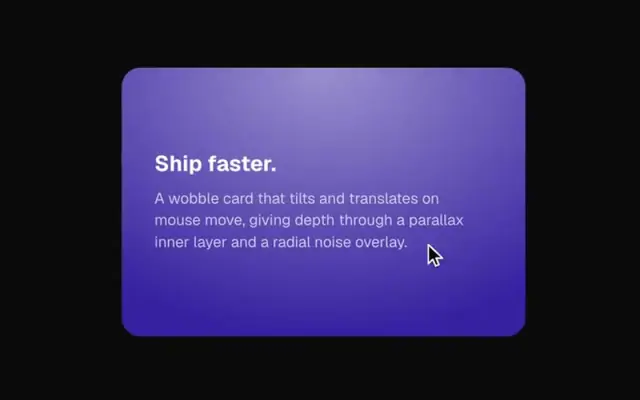 Ship faster.
A wobble card that tilts and translates on
mouse move, giving depth through a parallax
inner layer and a radial noise overlay.